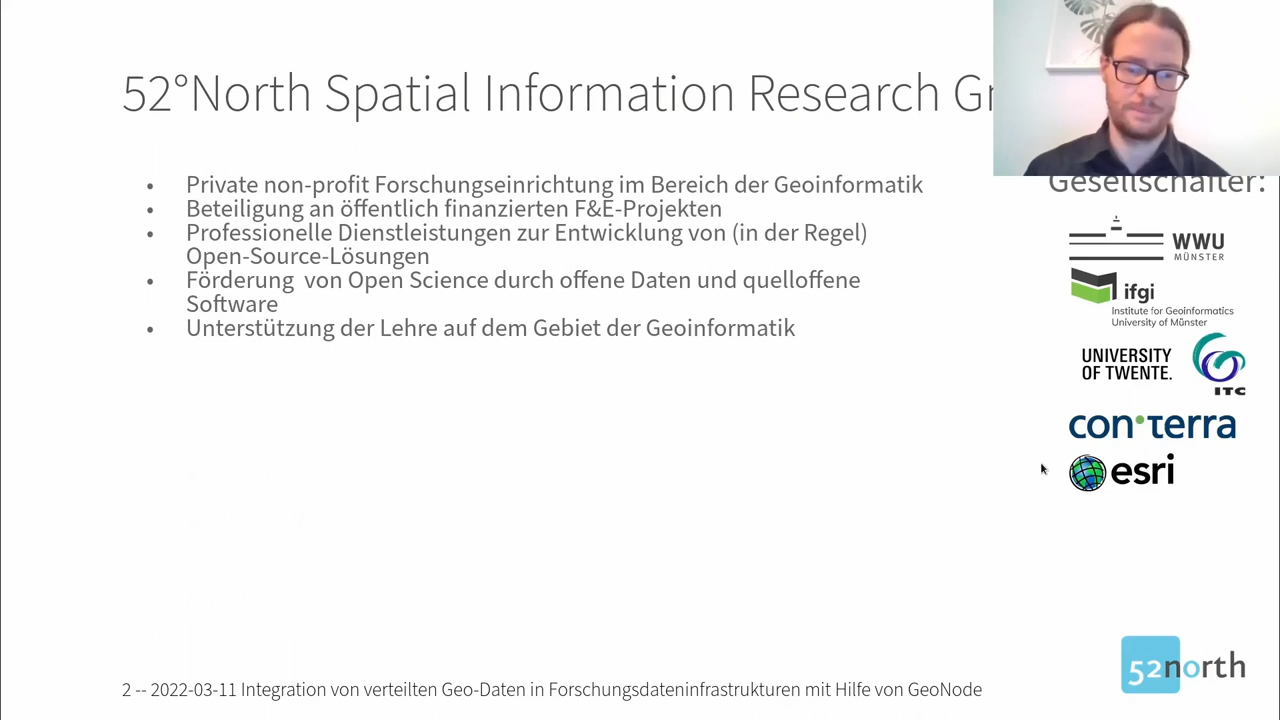 52°North Spatial Information Research
• Private non-profit Forschungseinrichtung im Bereich der Geoinformatik
• Beteiligung an öffentlich finanzierten F&E-Projekten
• Professionelle Dienstleistungen zur Entwicklung von (in der Regel)
Open-Source-Lösungen
• Förderung von Open Science durch offene Daten und quelloffene
Software
• Unterstützung der Lehre auf dem Gebiet der Geoinformatik
Gesellschafter:
WWU
MÜNSTER
ifgi
Institute for Geoinformatics
University of Münster
UNIVERSITY
OF TWENTE.
ITC
con terra
esri
52north
2 -- 2022-03-11 Integration von verteilten Geo-Daten in Forschungsdateninfrastrukturen mit Hilfe von GeoNode